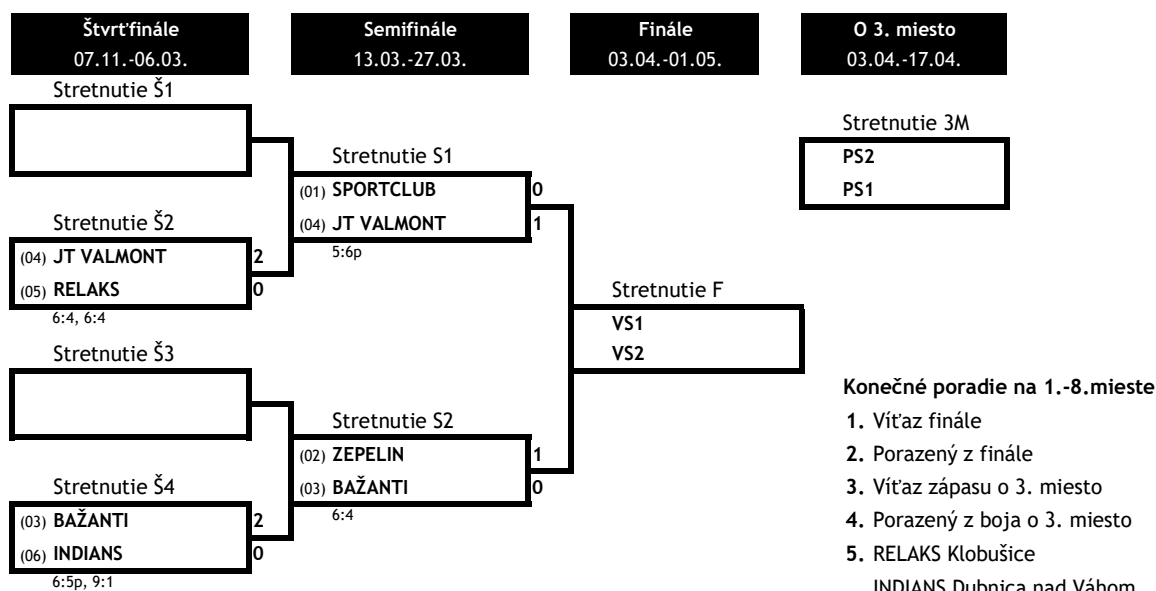 Štvrťfinále
07.11.-06.03.
Semifinále
13.03.-27.03.
Finále
03.04.-01.05.
O 3. miesto
03.04.-17.04.
Stretnutie Š1
Stretnutie Š2
(04) JT VALMONT 2
(05) RELAKS 0
6:4, 6:4
Stretnutie Š3
Stretnutie Š4
(03) BAŽANTI 2
(06) INDIANS 0
6:5p, 9:1
Stretnutie S1
(01) SPORTCLUB 0
(04) JT VALMONT 1
5:6p
Stretnutie S2
(02) ZEPELIN 1
(03) BAŽANTI 0
6:4
Stretnutie F
VS1
VS2
Stretnutie 3M
PS2
PS1
Konečné poradie na 1.-8.mieste
1. Víťaz finále
2. Porazený z finále
3. Víťaz zápasu o 3. miesto
4. Porazený z boja o 3. miesto
5. RELAKS Klobušice
INDIANS Dubnica nad Váhom